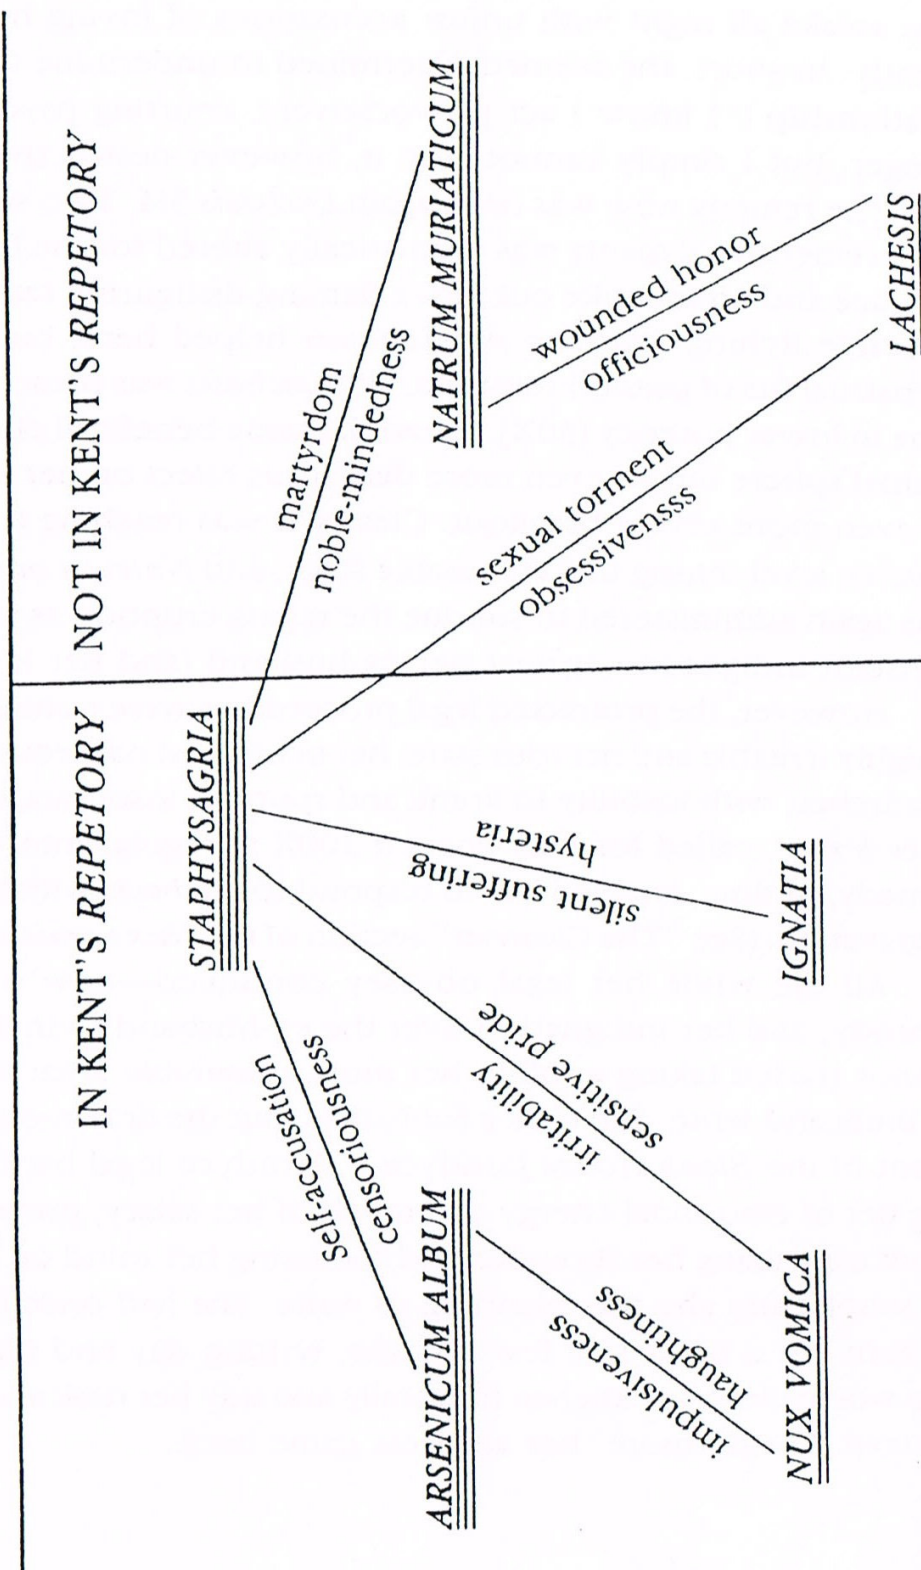 IN KENT'S REPETORY
NOT IN KENT'S REPETORY
STAPHYSAGRIA
Self-accusation
censoriousness
martyrdom
noble-mindedness
ARSENICUM ALBUM
NATRUM MURIATICUM
irritability
sensitive pride
silent suffering
hysteria
sexual torment
obsessivensss
impulsiveness
haughtiness
wounded honor
officiousness
NUX VOMICA
IGNATIA
LACHESIS